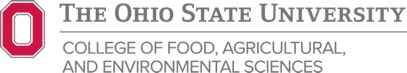 THE OHIO STATE UNIVERSITY
COLLEGE OF FOOD, AGRICULTURAL,
AND ENVIRONMENTAL SCIENCES